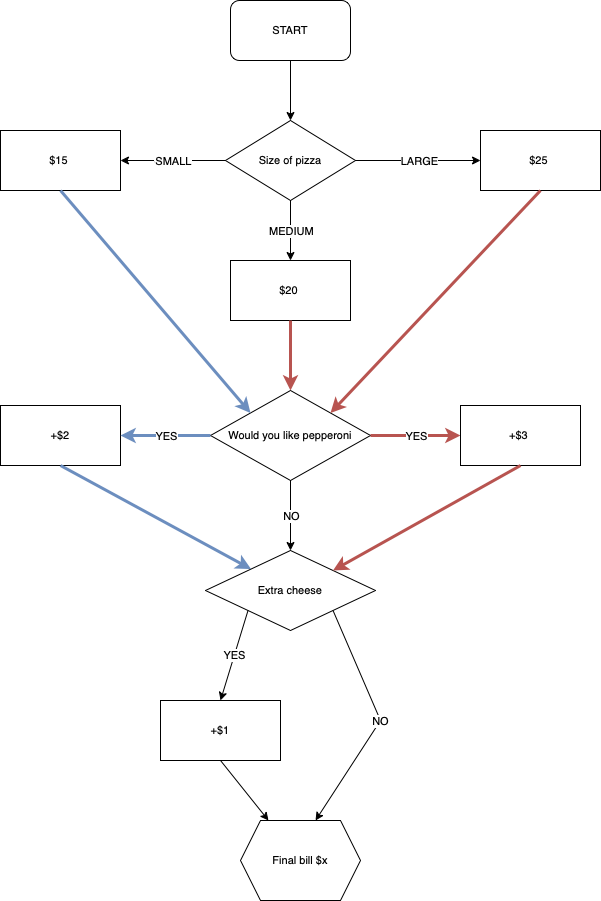 START
Size of pizza
$15
SMALL
LARGE
$25
MEDIUM
$20
Would you like pepperoni
+$2
YES
YES
+$3
NO
Extra cheese
YES
+$1
NO
Final bill $x